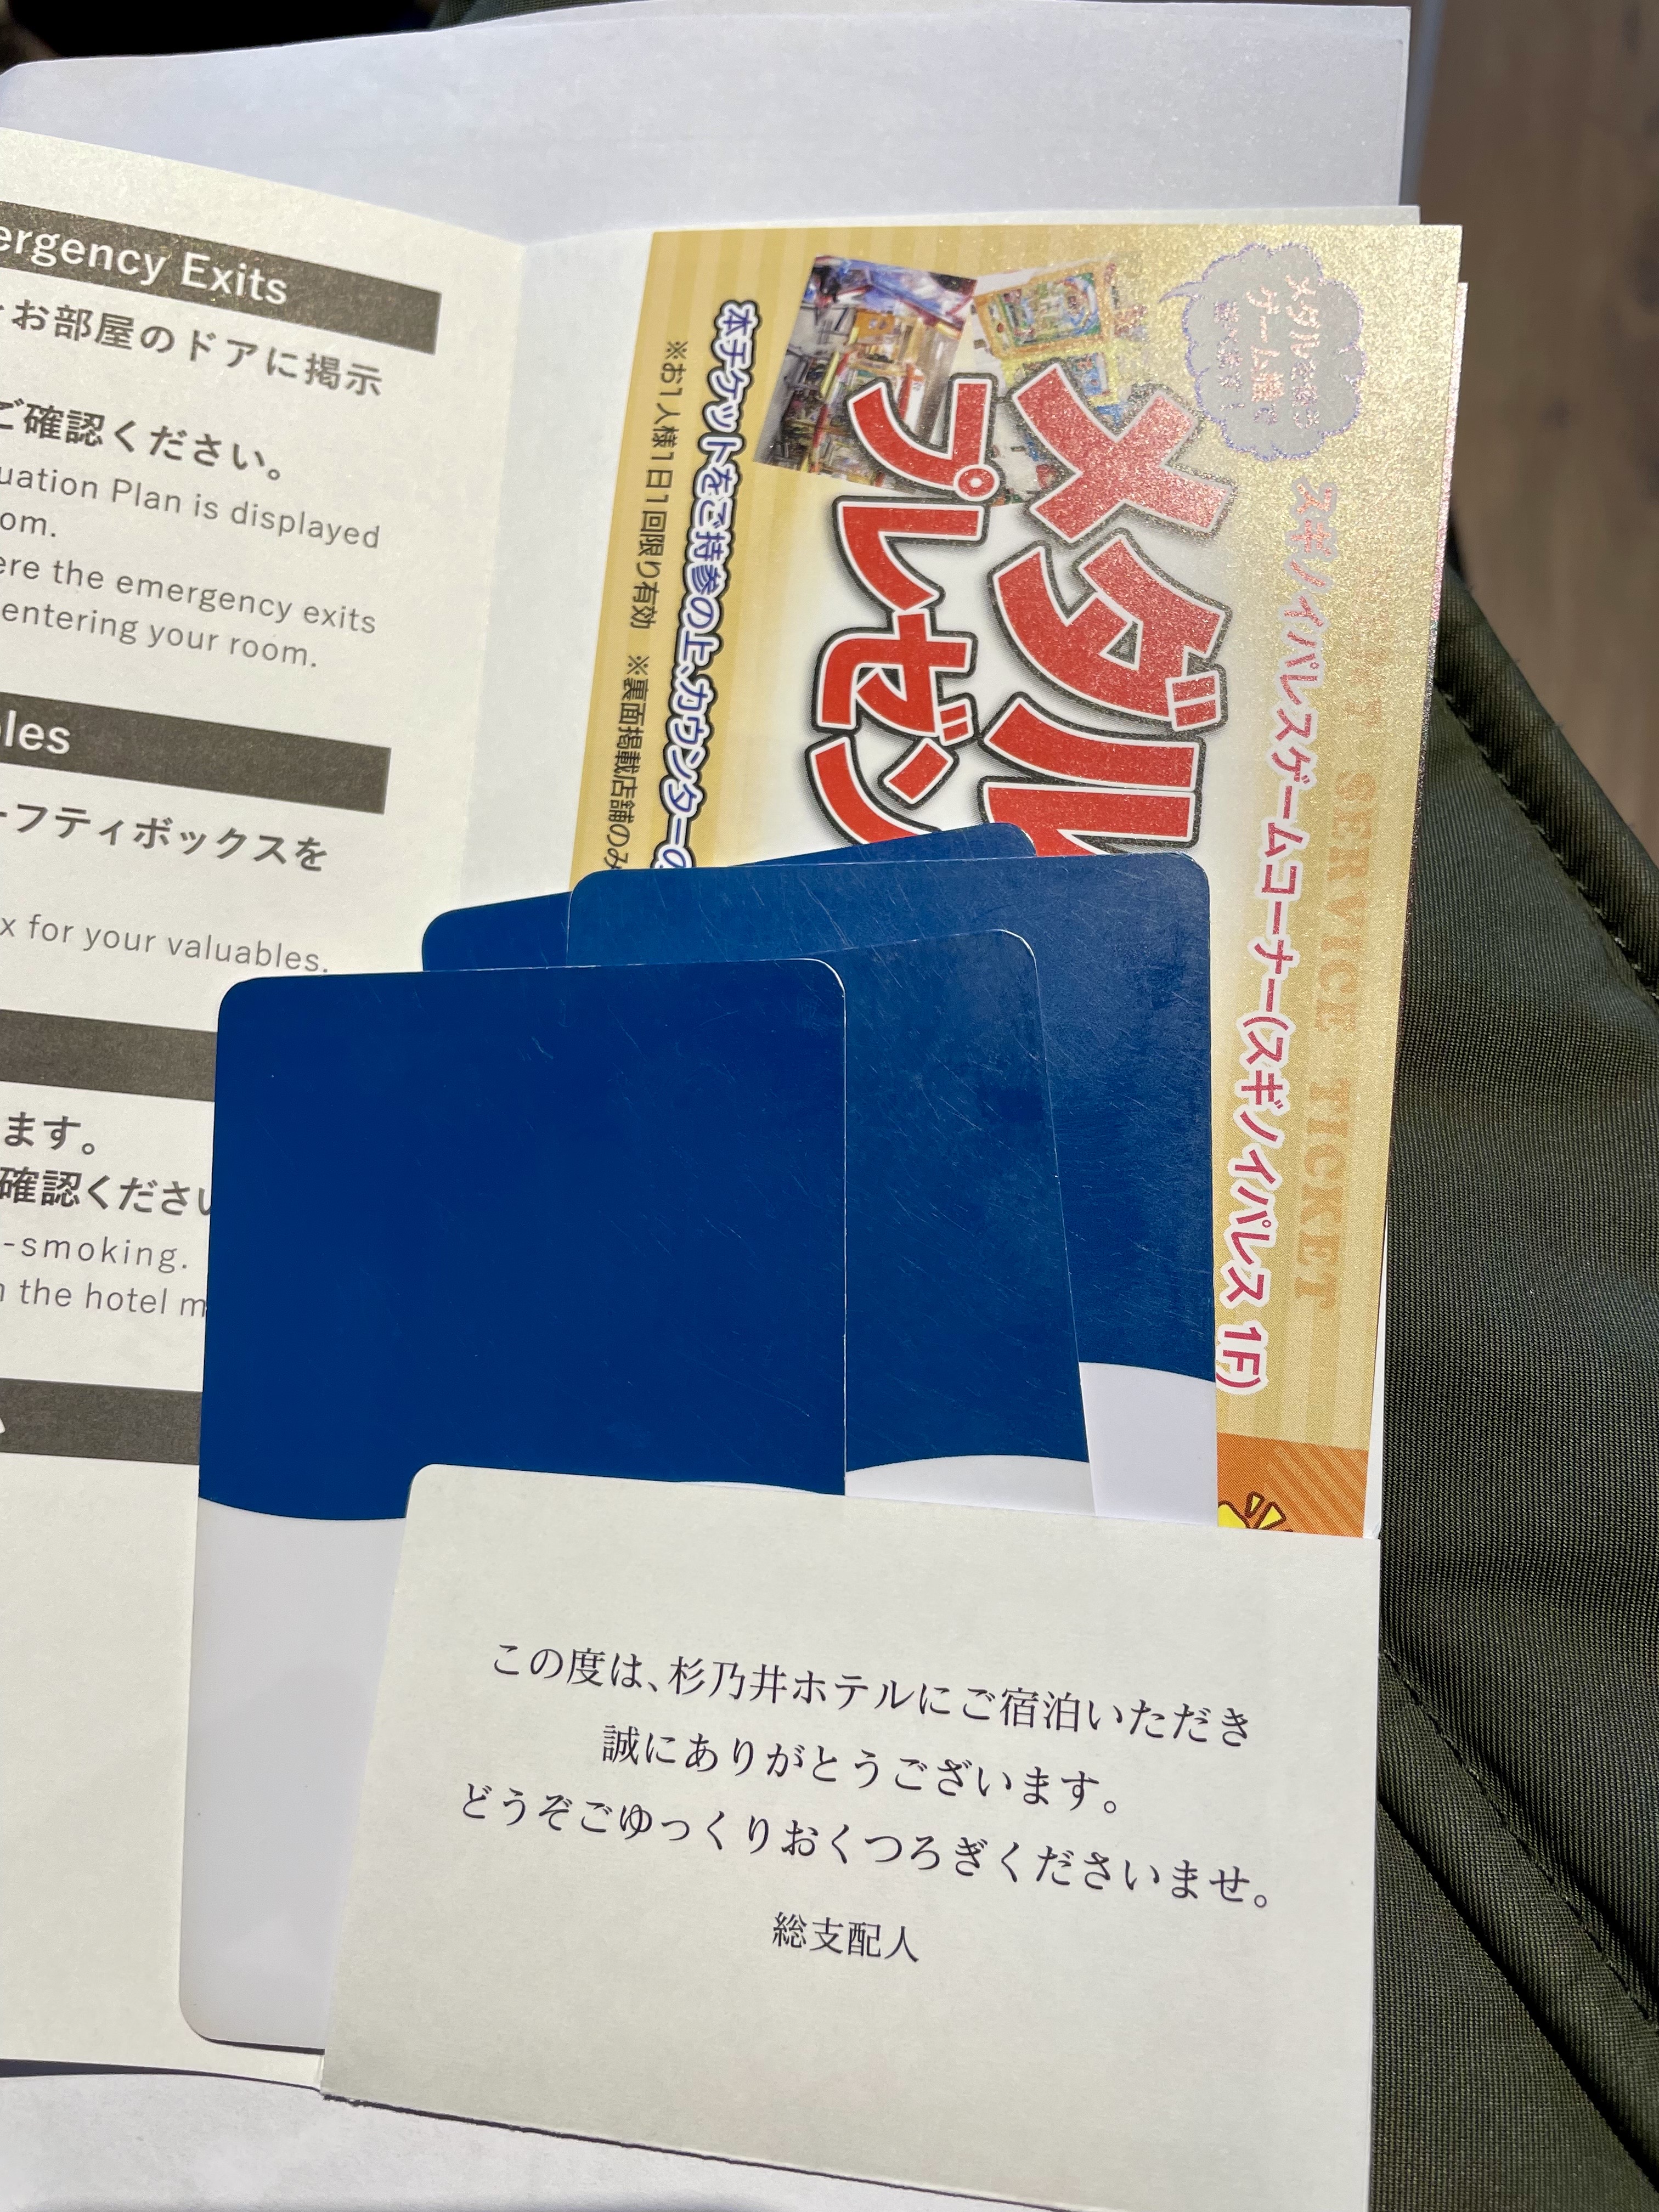 ergency Exits
お部屋のドアに掲示
ご確認ください。
uation Plan is displayed
om.
ere the emergency exits
entering your room.
les
ーフティボックスを
x for your valuables.
ます。
確認ください
-smoking.
n the hotel m
SERVICE TICKET
スギノイパレスゲームコーナー(スギノイパレス 1F)
メダル
プレゼン
本チケットをご持参の上、カウンターの
※お1人様1日1回限り有効 ※裏面掲載店舗のみ
この度は、杉乃井ホテルにご宿泊いただき
誠にありがとうございます。
どうぞごゆっくりおくつろぎくださいませ。
総支配人